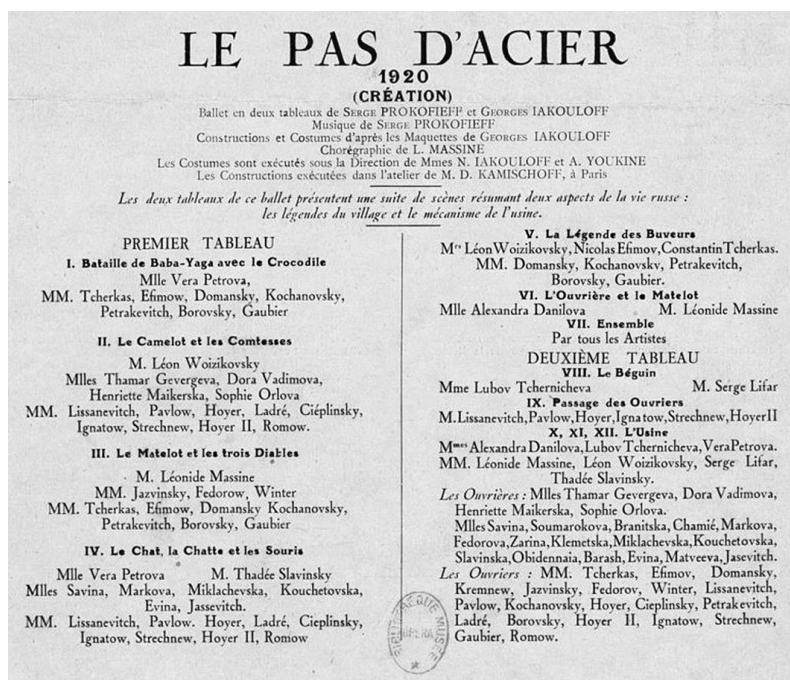 LE PAS D'ACIER
1920
(CRÉATION)
Ballet en deux tableaux de SERGE PROKOFIEFF et GEORGES IAKOULOFF
Musique de SERGE PROKOFIEFF
Constructions et Costumes d'après les Maquettes de GEORGES IAKOULOFF
Chorégraphie de L. MASSINE
Les Costumes sont exécutés sous la Direction de Mmes N. IAKOULOFF et A. YOUKINE
Les Constructions exécutées dans l'atelier de M. D. KAMISCHOFF, à Paris
Les deux tableaux de ce ballet présentent une suite de scènes résumant deux aspects de la vie russe :
les légendes du village et le mécanisme de l'usine.
PREMIER TABLEAU
I. Bataille de Baba-Yaga avec le Crocodile
Mlle Vera Petrova,
MM. Tcherkas, Efimow, Domansky, Kochanovsky,
Petrakevitch, Borovsky, Gaubier
II. Le Camelot et les Comtesses
M. Léon Woizikovsky
Mlles Thamar Gevergeva, Dora Vadimova,
Henriette Maikerska, Sophie Orlova
MM. Lissanevitch, Pavlow, Hoyer, Ladré, Ciéplinsky,
Ignatow, Strechnew, Hoyer II, Romow.
III. Le Matelot et les trois Diables
M. Léonide Massine
MM. Jazvinsky, Fedorow, Winter
MM. Tcherkas, Efimow, Domansky Kochanovsky,
Petrakevitch, Borovsky, Gaubier
IV. Le Chat, la Chatte et les Souris
Mlle Vera Petrova M. Thadée Slavinsky
Mlles Savina, Markova, Miklachevska, Kouchetovska,
Evina, Jassevitch.
MM. Lissanevitch, Pavlow. Hoyer, Ladré, Cieplinsky,
Ignatow, Strechnew, Hoyer II, Romow
V. La Légende des Buveurs
Mrs Léon Woizikovsky, Nicolas Efimov, Constantin Tcherkas.
MM. Domansky, Kochanovsky, Petrakevitch,
Borovsky, Gaubier.
VI. L'Ouvrière et le Matelot
Mlle Alexandra Danilova M. Léonide Massine
VII. Ensemble
Par tous les Artistes
DEUXIÈME TABLEAU
VIII. Le Béguin
Mme Lubov Tchernicheva M. Serge Lifar
IX. Passage des Ouvriers
M. Lissanevitch, Pavlow, Hoyer, Ignatow, Strechnew, Hoyer II
X, XI, XII. L'Usine
Mmes Alexandra Danilova, Lubov Tchernicheva, Vera Petrova.
MM. Léonide Massine, Léon Woizikovsky, Serge Lifar,
Thadée Slavinsky.
Les Ouvrières : Mlles Thamar Gevergeva, Dora Vadimova,
Henriette Maikerska, Sophie Orlova.
Mlles Savina, Soumarokova, Branitska, Chamié, Markova,
Fedorova, Zarina, Klemetska, Miklachevska, Kouchetovska,
Slavinska, Obidennaia, Barash, Evina, Matveeva, Jasevitch.
Les Ouvriers : MM. Tcherkas, Efimov, Domansky,
Kremnew, Jazvinsky, Fedorov, Winter, Lissanevitch,
Pavlow, Kochanovsky, Hoyer, Cieplinsky, Petrakevitch,
Ladré, Borovsky, Hoyer II, Ignatow, Strechnew,
Gaubier, Romow.
BIBLIOTHÈQUE MUSÉE
OPERA